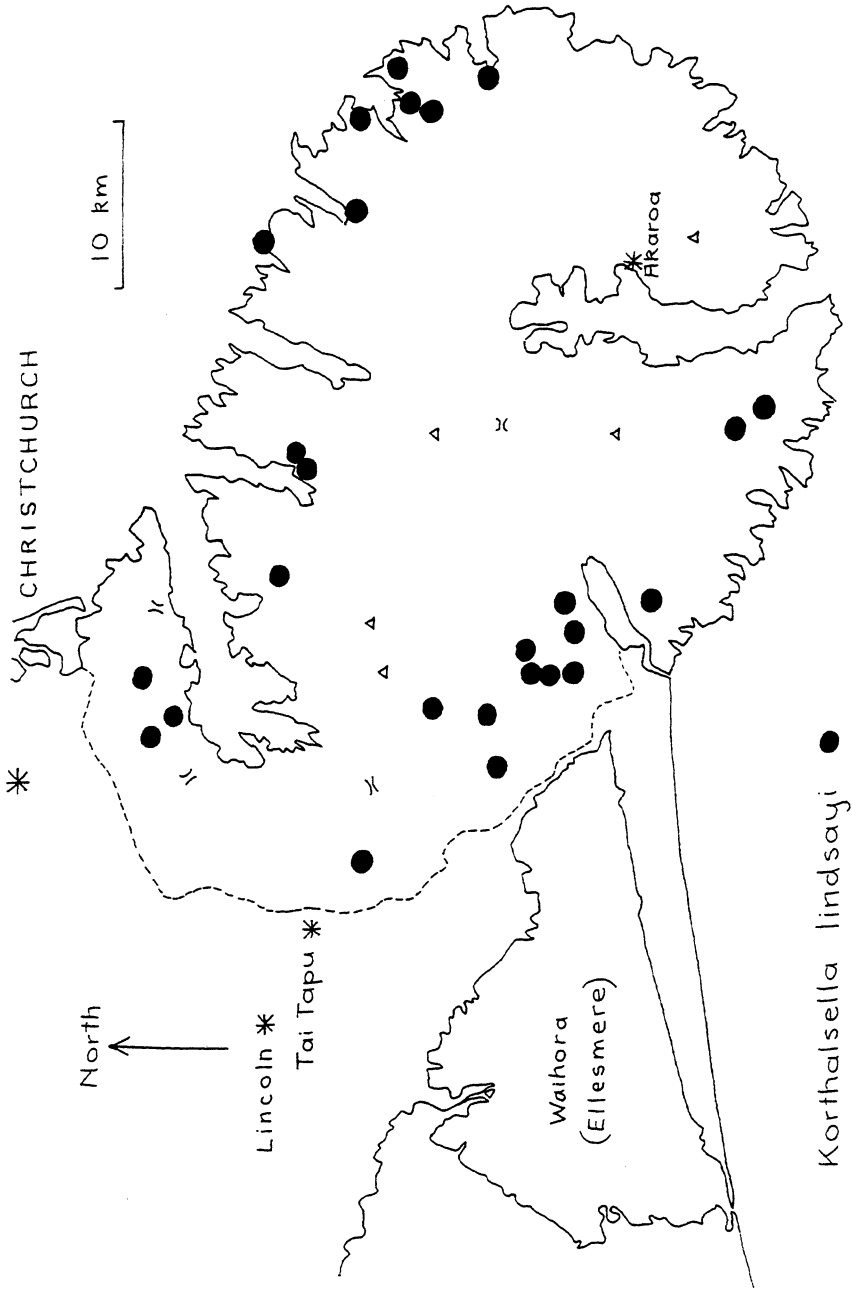 CHRISTCHURCH
10 km
North
Lincoln
Tai Tapu
Akaroa
Waihora
(Ellesmere)
Korthalsella lindsayi